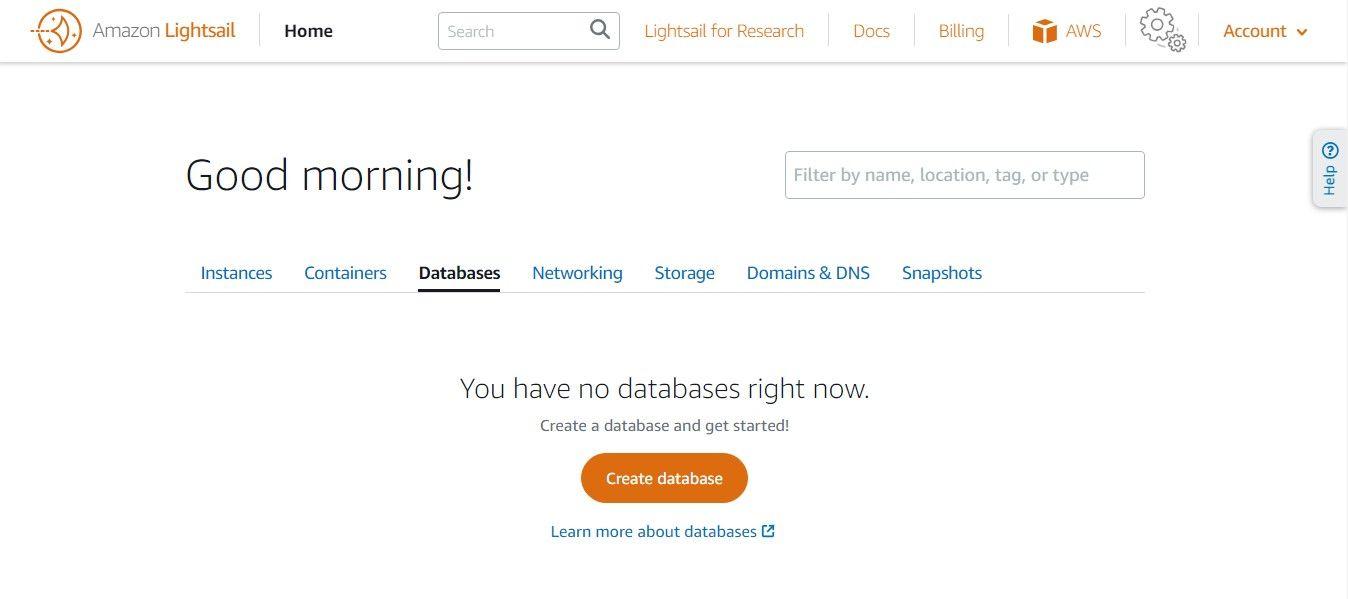 Amazon Lightsail Home Search Lightsail for Research Docs Billing AWS Account
Help
Good morning! Filter by name, location, tag, or type
Instances Containers Databases Networking Storage Domains & DNS Snapshots
You have no databases right now.
Create a database and get started!
Create database
Learn more about databases